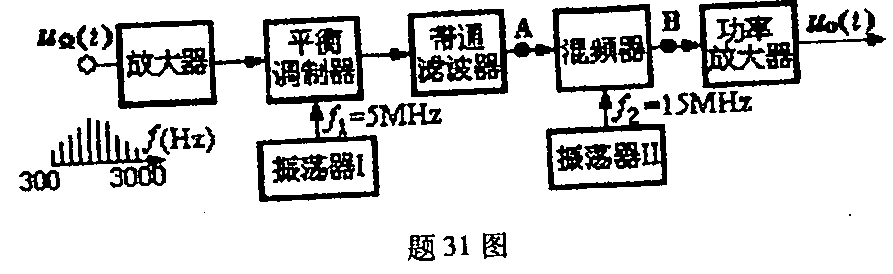 uΩ(t)
放大器
平衡
调制器
带通
滤波器
A
混频器
B
功率
放大器
uo(t)
f1=5MHz
f2=15MHz
f(Hz)
300
3000
振荡器I
振荡器II
题 31 图